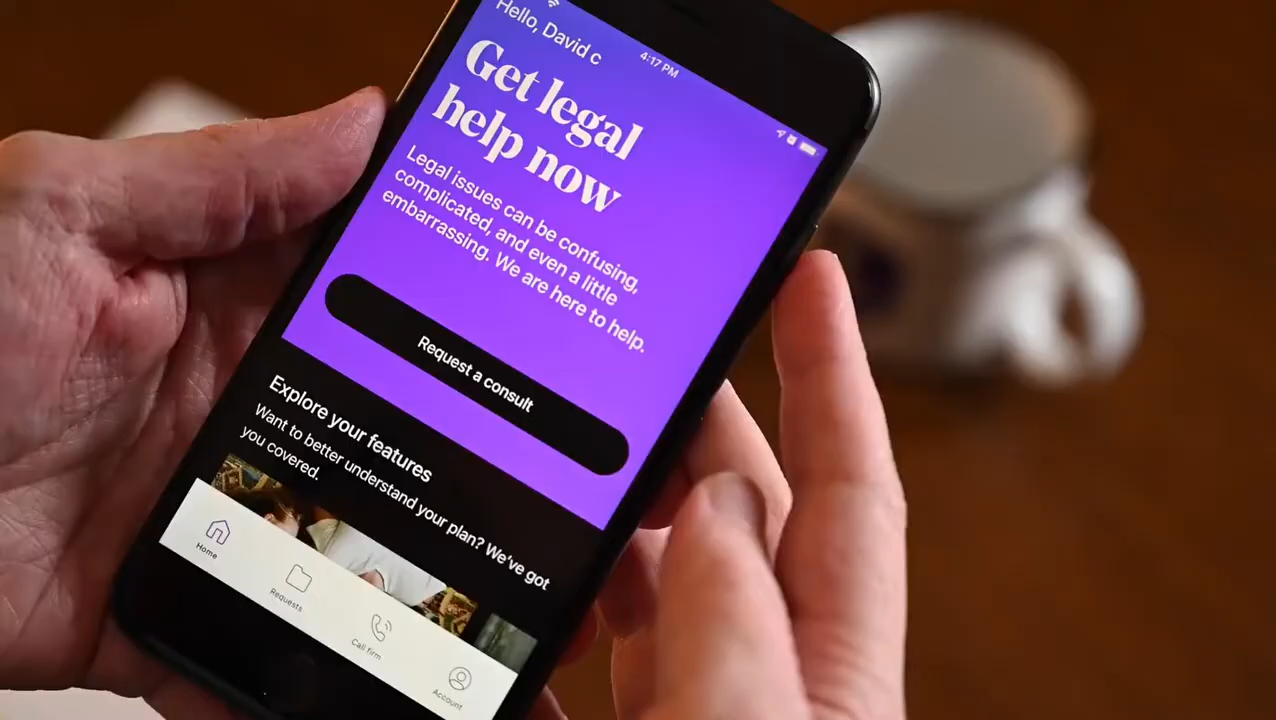 Hello, David c
4:17 PM
Get legal
help now
Legal issues can be confusing,
complicated, and even a little
embarrassing. We are here to help.
Request a consult
Explore your features
Want to better understand your plan? We've got
you covered.
Home
Requests
Call firm
Account